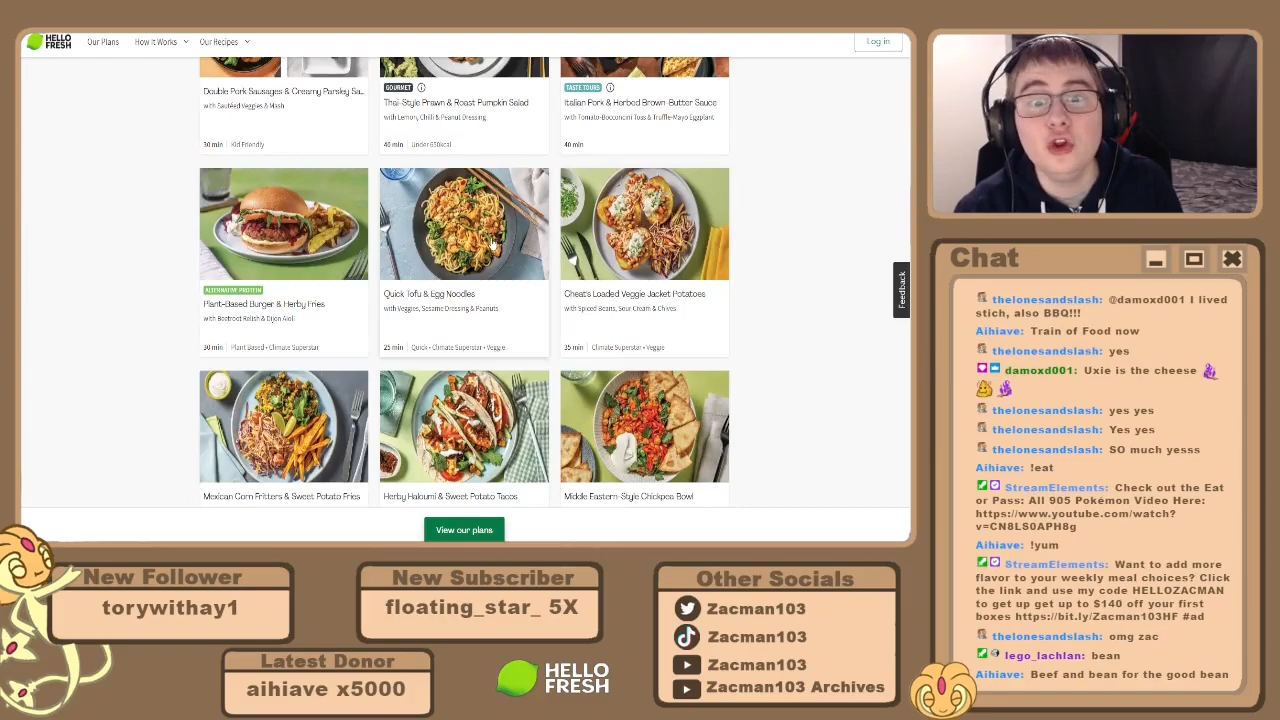 HELLO
FRESH
Our Plans
How It Works
Our Recipes
Log in
Double Pork Sausages & Creamy Parsley Sa...
with Sautéed Veggies & Mash
30 min | Kid Friendly
GOURMET
Thai-Style Prawn & Roast Pumpkin Salad
with Lemon, Chilli & Peanut Dressing
40 min | Under 650kcal
TASTE TOURS
Italian Pork & Herbed Brown-Butter Sauce
with Tomato-Bocconcini Toss & Truffle-Mayo Eggplant
40 min
ALTERNATIVE PROTEIN
Plant-Based Burger & Herby Fries
with Beetroot Relish & Dijon Aioli
30 min | Plant Based • Climate Superstar
Quick Tofu & Egg Noodles
with Veggies, Sesame Dressing & Peanuts
25 min | Quick • Climate Superstar • Veggie
Cheat's Loaded Veggie Jacket Potatoes
with Spiced Beans, Sour Cream & Chives
35 min | Climate Superstar • Veggie
Mexican Corn Fritters & Sweet Potato Fries
Herby Haloumi & Sweet Potato Tacos
Middle Eastern-Style Chickpea Bowl
View our plans
Feedback
Chat
thelonesandslash: @damoxd001 I lived
stich, also BBQ!!!
Aihiave: Train of Food now
thelonesandslash: yes
damoxd001: Uxie is the cheese
thelonesandslash: yes yes
thelonesandslash: Yes yes
thelonesandslash: SO much yesss
Aihiave: !eat
StreamElements: Check out the Eat
or Pass: All 905 Pokémon Video Here:
https://www.youtube.com/watch?
v=CN8LS0APH8g
Aihiave: !yum
StreamElements: Want to add more
flavor to your weekly meal choices? Click
the link and use my code HELLOZACMAN
to get up get up to $140 off your first
boxes https://bit.ly/Zacman103HF #ad
thelonesandslash: omg zac
lego_lachlan: bean
Aihiave: Beef and bean for the good bean
New Follower
torywithay1
New Subscriber
floating_star_ 5X
Latest Donor
aihiave x5000
HELLO
FRESH
Other Socials
Zacman103
Zacman103
Zacman103
Zacman103 Archives